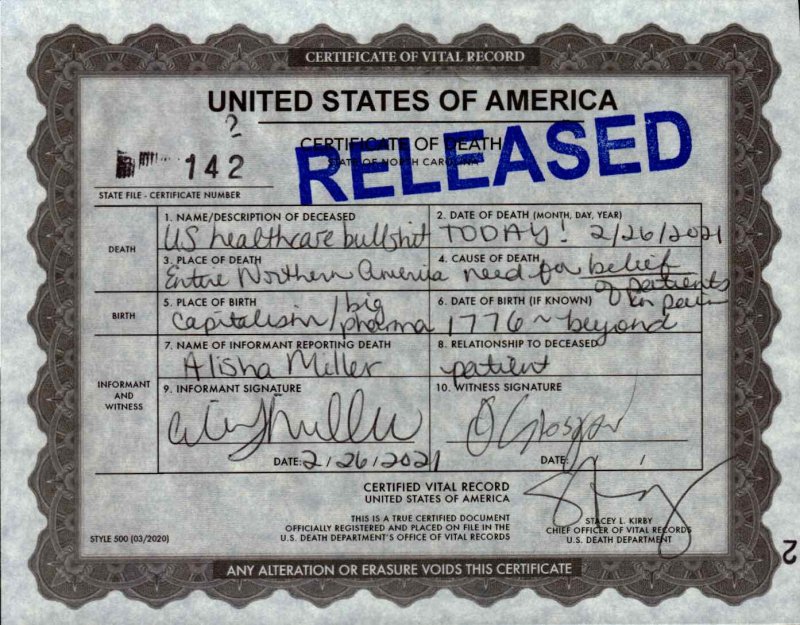 CERTIFICATE OF VITAL RECORD
UNITED STATES OF AMERICA
?
CERTIFICATE OF DEATH
STATE OF NORTH CAROLINA
RELEASED
142
STATE FILE - CERTIFICATE NUMBER
DEATH
1. NAME/DESCRIPTION OF DECEASED
US healthcare bullshit
2. DATE OF DEATH (MONTH, DAY, YEAR)
TODAY! 2/26/2021
3. PLACE OF DEATH
Entire Northern America
4. CAUSE OF DEATH
need for belief
of patients
in pain
BIRTH
5. PLACE OF BIRTH
Capitalism/big
pharma
6. DATE OF BIRTH (IF KNOWN)
1776 ~ beyond
INFORMANT
AND
WITNESS
7. NAME OF INFORMANT REPORTING DEATH
Alisha Miller
8. RELATIONSHIP TO DECEASED
patient
9. INFORMANT SIGNATURE
DATE: 2/26/2021
10. WITNESS SIGNATURE
DATE: /
CERTIFIED VITAL RECORD
UNITED STATES OF AMERICA
THIS IS A TRUE CERTIFIED DOCUMENT
OFFICIALLY REGISTERED AND PLACED ON FILE IN THE
U.S. DEATH DEPARTMENT'S OFFICE OF VITAL RECORDS
STACEY L. KIRBY
CHIEF OFFICER OF VITAL RECORDS
U.S. DEATH DEPARTMENT
STYLE 500 (03/2020)
2
ANY ALTERATION OR ERASURE VOIDS THIS CERTIFICATE